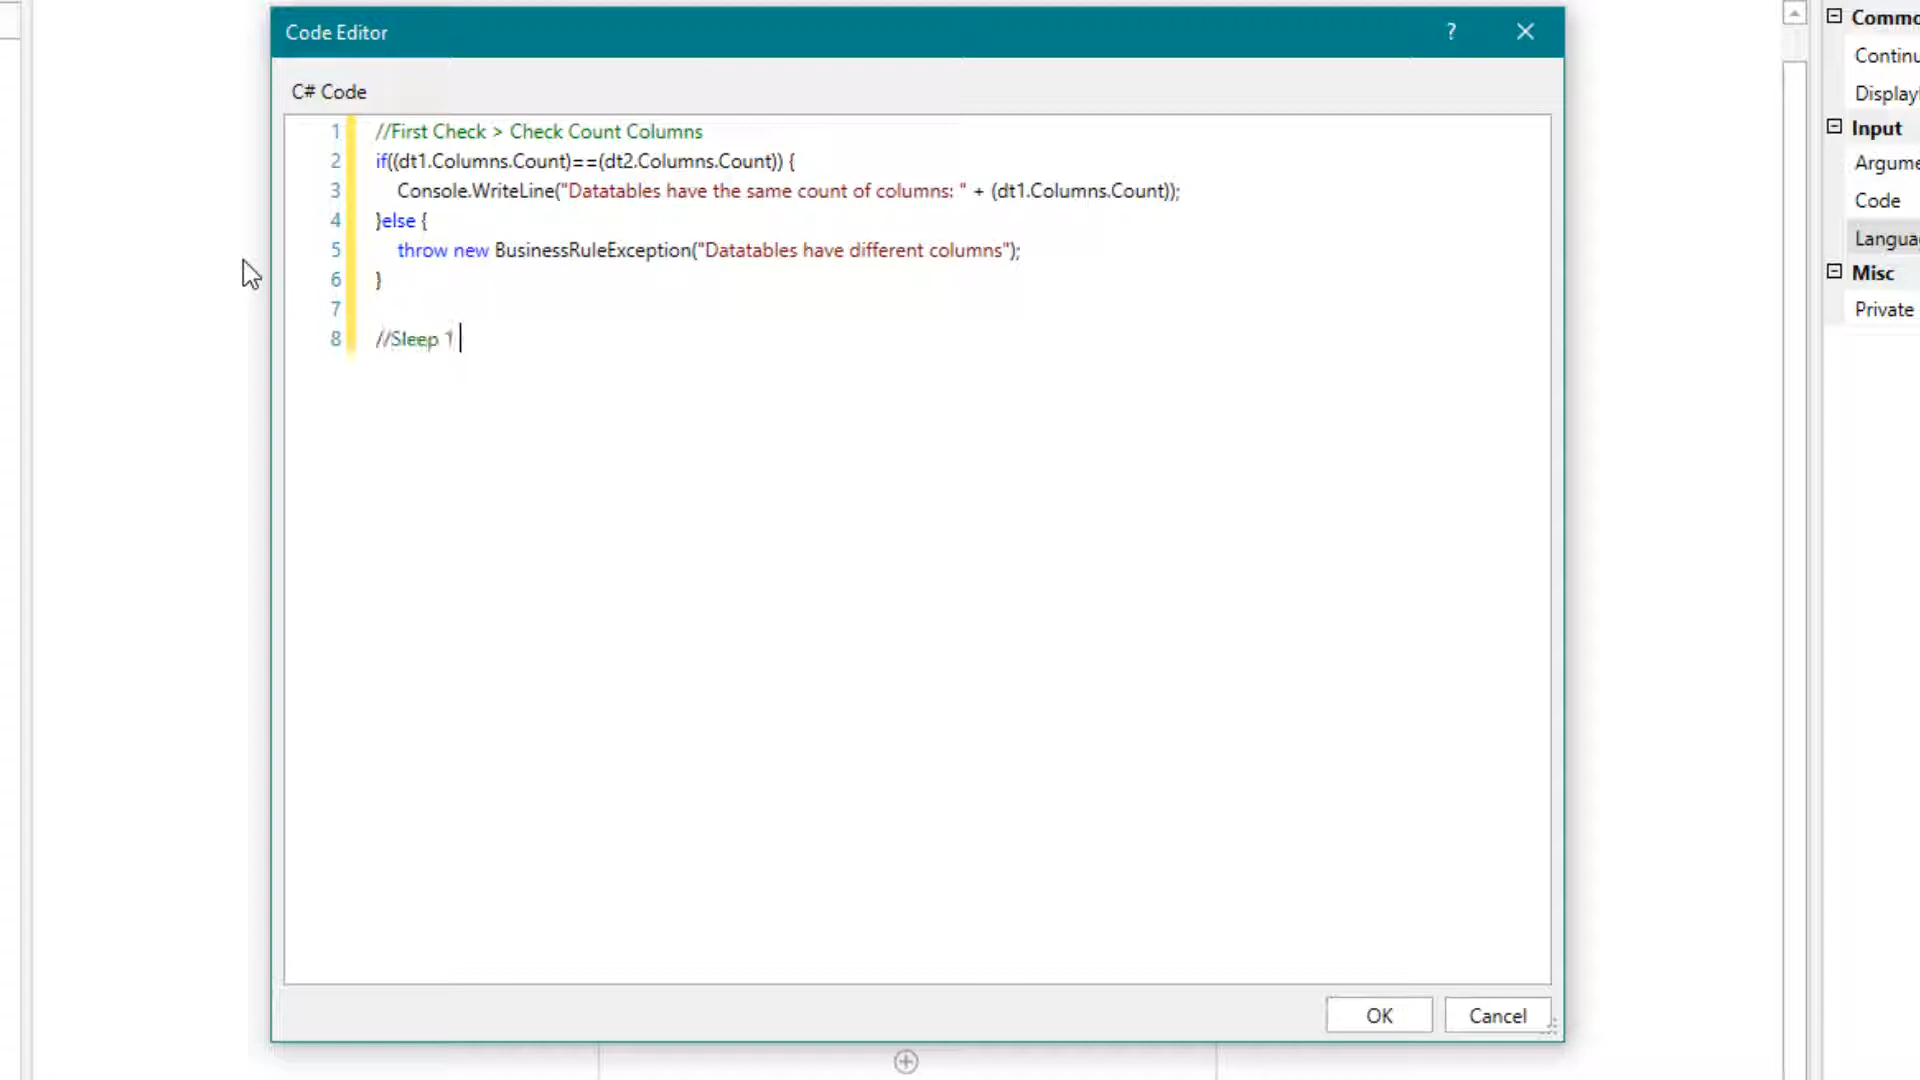 Code Editor
?
C# Code
1 //First Check > Check Count Columns
2 if((dt1.Columns.Count)==(dt2.Columns.Count)) {
3 Console.WriteLine("Datatables have the same count of columns: " + (dt1.Columns.Count));
4 }else {
5 throw new BusinessRuleException("Datatables have different columns");
6 }
7
8 //Sleep 1
OK
Cancel
Commo
Continu
Display
Input
Argume
Code
Langua
Misc
Private